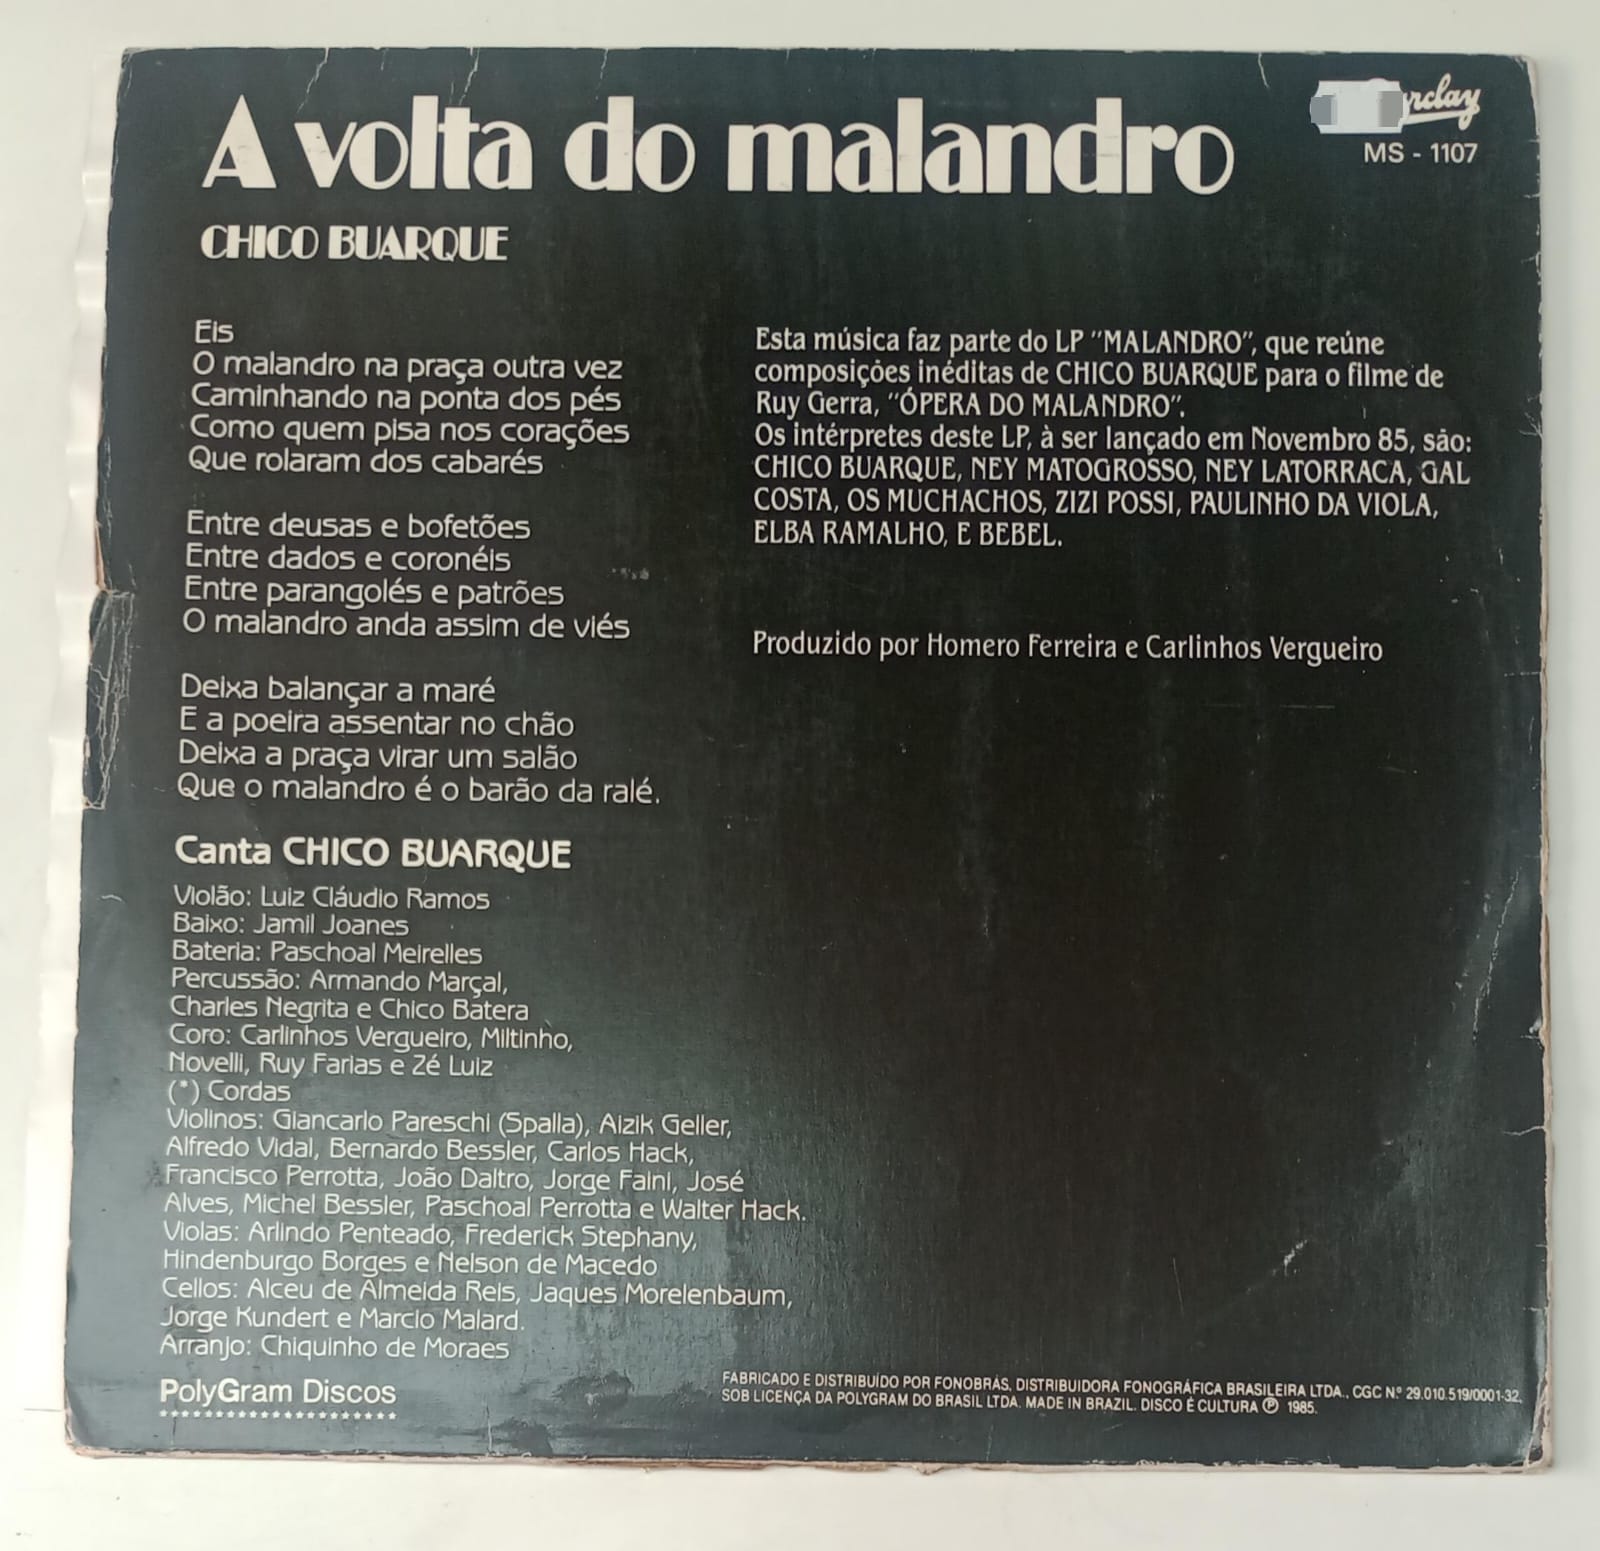 A volta do malandro
MS - 1107
CHICO BUARQUE
Eis
O malandro na praça outra vez
Caminhando na ponta dos pés
Como quem pisa nos corações
Que rolaram dos cabarés
Entre deusas e bofetões
Entre dados e coronéis
Entre parangolés e patrões
O malandro anda assim de viés
Deixa balançar a maré
E a poeira assentar no chão
Deixa a praça virar um salão
Que o malandro é o barão da ralé.
Canta CHICO BUARQUE
Violão: Luiz Cláudio Ramos
Baixo: Jamil Joanes
Bateria: Paschoal Meirelles
Percussão: Armando Marçal,
Charles Negrita e Chico Batera
Coro: Carlinhos Vergueiro, Miltinho,
Novelli, Ruy Farias e Zé Luiz
(*) Cordas
Violinos: Giancarlo Pareschi (Spalla), Aizik Geller,
Alfredo Vidal, Bernardo Bessler, Carlos Hack,
Francisco Perrotta, João Daltro, Jorge Faini, José
Alves, Michel Bessler, Paschoal Perrotta e Walter Hack.
Violas: Arlindo Penteado, Frederick Stephany,
Hindenburgo Borges e Nelson de Macedo
Cellos: Alceu de Almeida Reis, Jaques Morelenbaum,
Jorge Kundert e Marcio Malard.
Arranjo: Chiquinho de Moraes
PolyGram Discos
Esta música faz parte do LP "MALANDRO", que reúne
composições inéditas de CHICO BUARQUE para o filme de
Ruy Gerra, "ÓPERA DO MALANDRO".
Os intérpretes deste LP, à ser lançado em Novembro 85, são:
CHICO BUARQUE, NEY MATOGROSSO, NEY LATORRACA, GAL
COSTA, OS MUCHACHOS, ZIZI POSSI, PAULINHO DA VIOLA,
ELBA RAMALHO, E BEBEL.
Produzido por Homero Ferreira e Carlinhos Vergueiro
FABRICADO E DISTRIBUÍDO POR FONOBRÁS, DISTRIBUIDORA FONOGRÁFICA BRASILEIRA LTDA., CGC N.º 29.010.519/0001-32,
SOB LICENÇA DA POLYGRAM DO BRASIL LTDA. MADE IN BRAZIL. DISCO É CULTURA ℗ 1985.